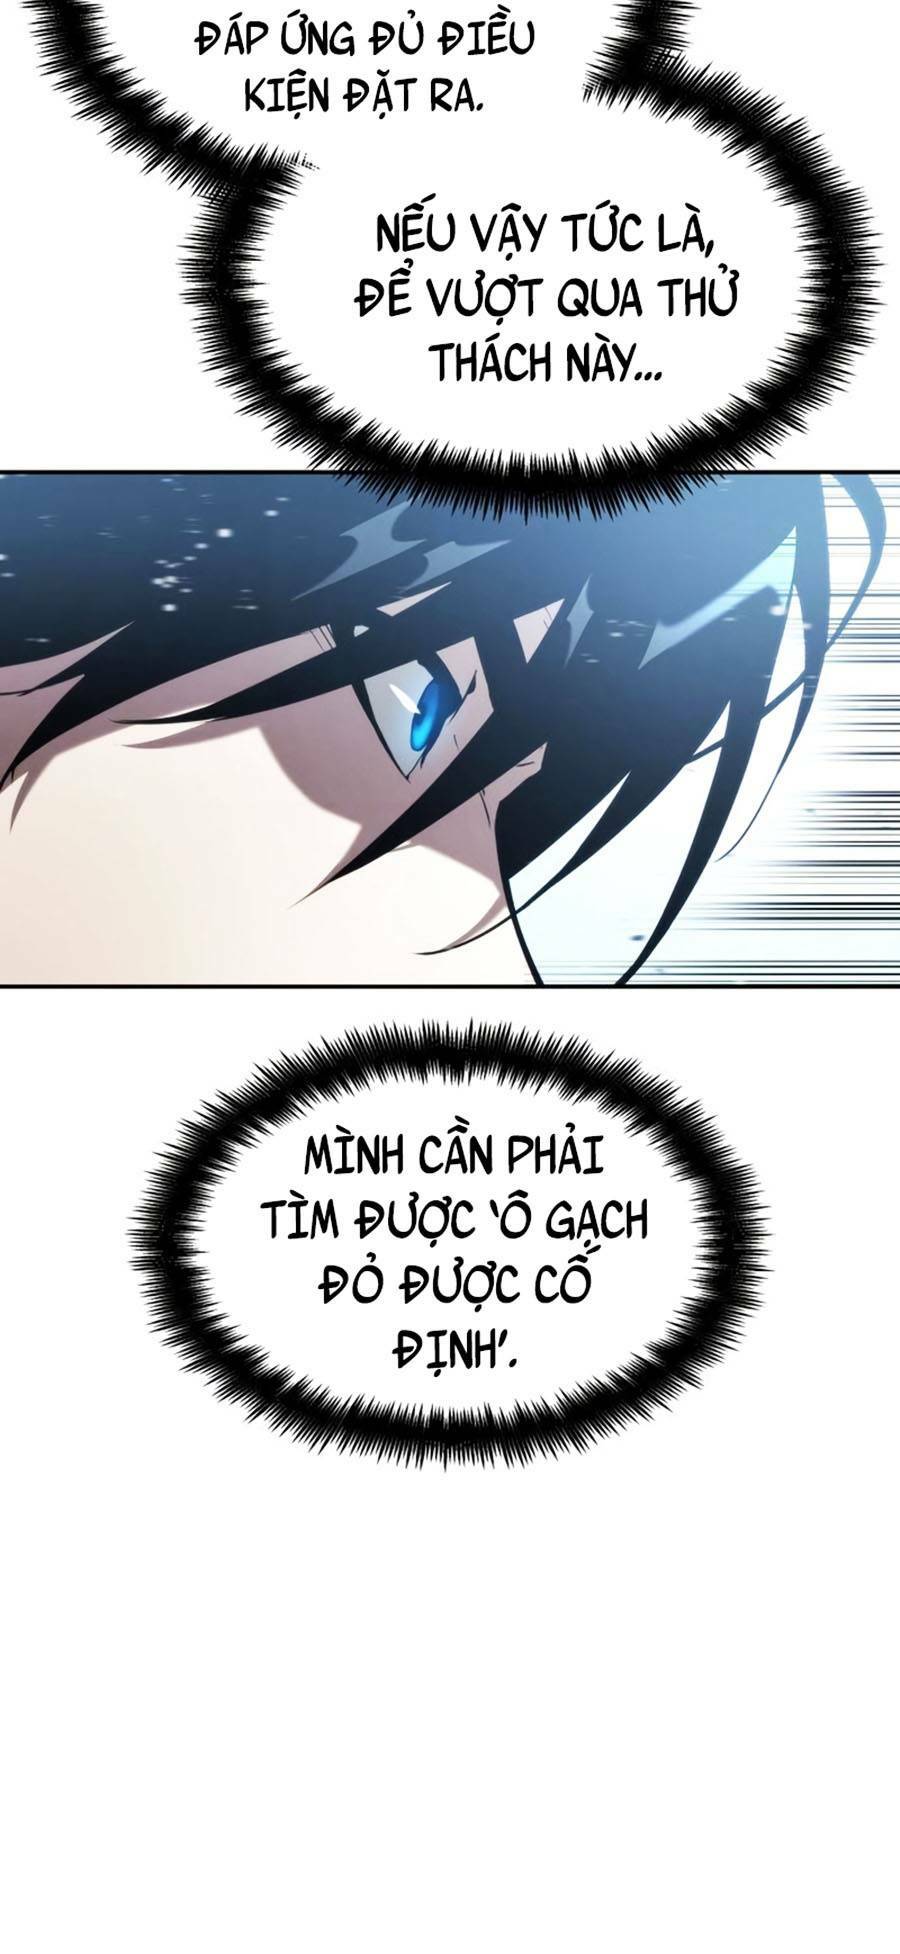 ĐÁP ỨNG ĐỦ ĐIỀU
KIỆN ĐẶT RA.
NẾU VẬY TỨC LÀ,
ĐỂ VƯỢT QUA THỬ
THÁCH NÀY...
MÌNH CẦN PHẢI
TÌM ĐƯỢC ‘Ô GẠCH
ĐỎ ĐƯỢC CỐ
ĐỊNH’.